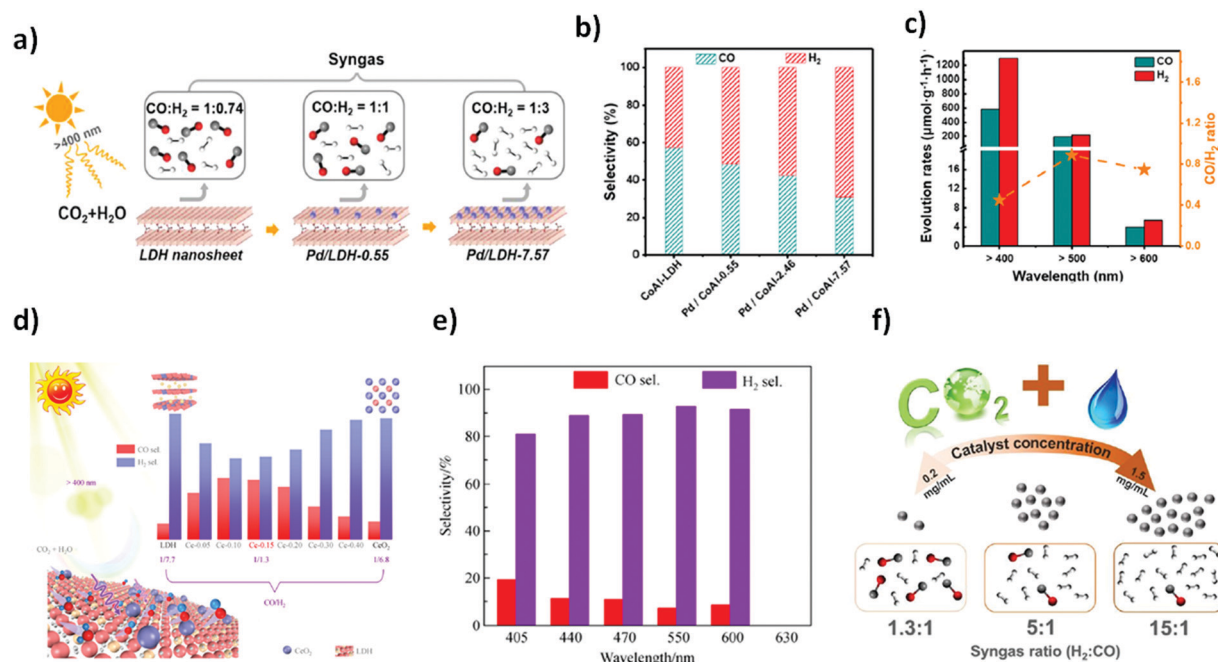 a)
Syngas
CO:H₂ = 1:0.74
CO:H₂ = 1:1
CO:H₂ = 1:3
>400 nm
CO₂+H₂O
LDH nanosheet
Pd/LDH-0.55
Pd/LDH-7.57
b)
CO
H₂
100
80
60
40
20
0
Selectivity (%)
CoAl-LDH
Pd / CoAl-0.55
Pd / CoAl-2.46
Pd / CoAl-7.57
c)
CO
H₂
1200
1000
800
600
400
200
16
12
8
4
0
Evolution rates (μmol·g⁻¹·h⁻¹)
1.6
1.2
0.8
0.4
0.0
CO/H₂ ratio
> 400
> 500
> 600
Wavelength (nm)
d)
CO sel.
H₂ sel.
> 400 nm
CO₂ + H₂O
LDH
Ce-0.05
Ce-0.10
Ce-0.15
Ce-0.20
Ce-0.30
Ce-0.40
CeO₂
1/7.7
1/1.3
1/6.8
CO/H₂
CeO₂
LDH
e)
CO sel.
H₂ sel.
100
80
60
40
20
0
Selectivity/%
405
440
470
550
600
630
Wavelength/nm
f)
CO₂
Catalyst concentration
0.2
mg/mL
1.5
mg/mL
1.3:1
5:1
15:1
Syngas ratio (H₂:CO)